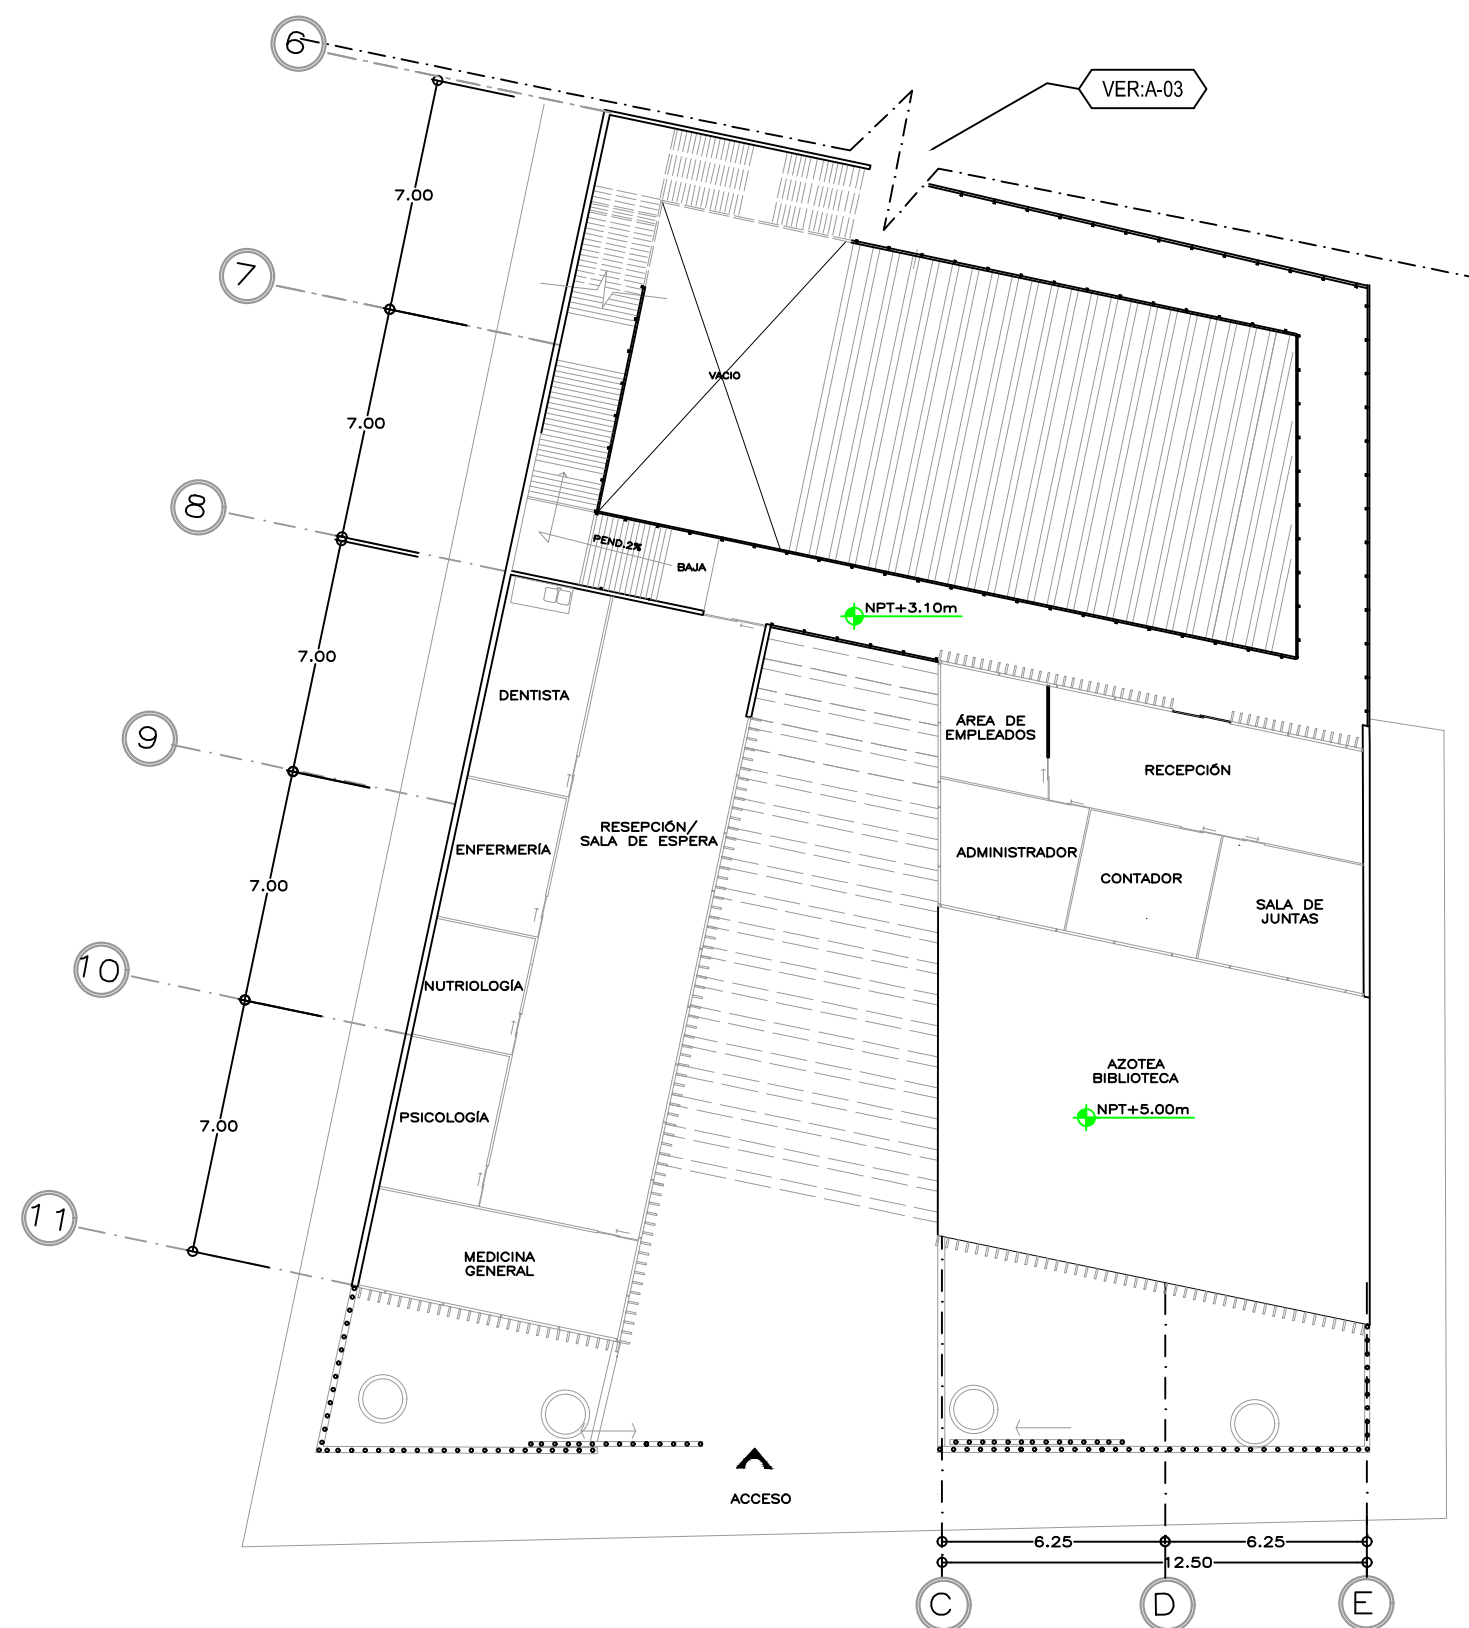 6
VER:A-03
7.00
7
VACIO
7.00
8
PEND.2%
BAJA
NPT+3.10m
7.00
DENTISTA
9
ÁREA DE
EMPLEADOS
RECEPCIÓN
RESEPCIÓN/
SALA DE ESPERA
ENFERMERÍA
ADMINISTRADOR
CONTADOR
7.00
SALA DE
JUNTAS
10
NUTRIOLOGÍA
AZOTEA
BIBLIOTECA
NPT+5.00m
PSICOLOGÍA
7.00
11
MEDICINA
GENERAL
ACCESO
6.25
6.25
12.50
C
D
E